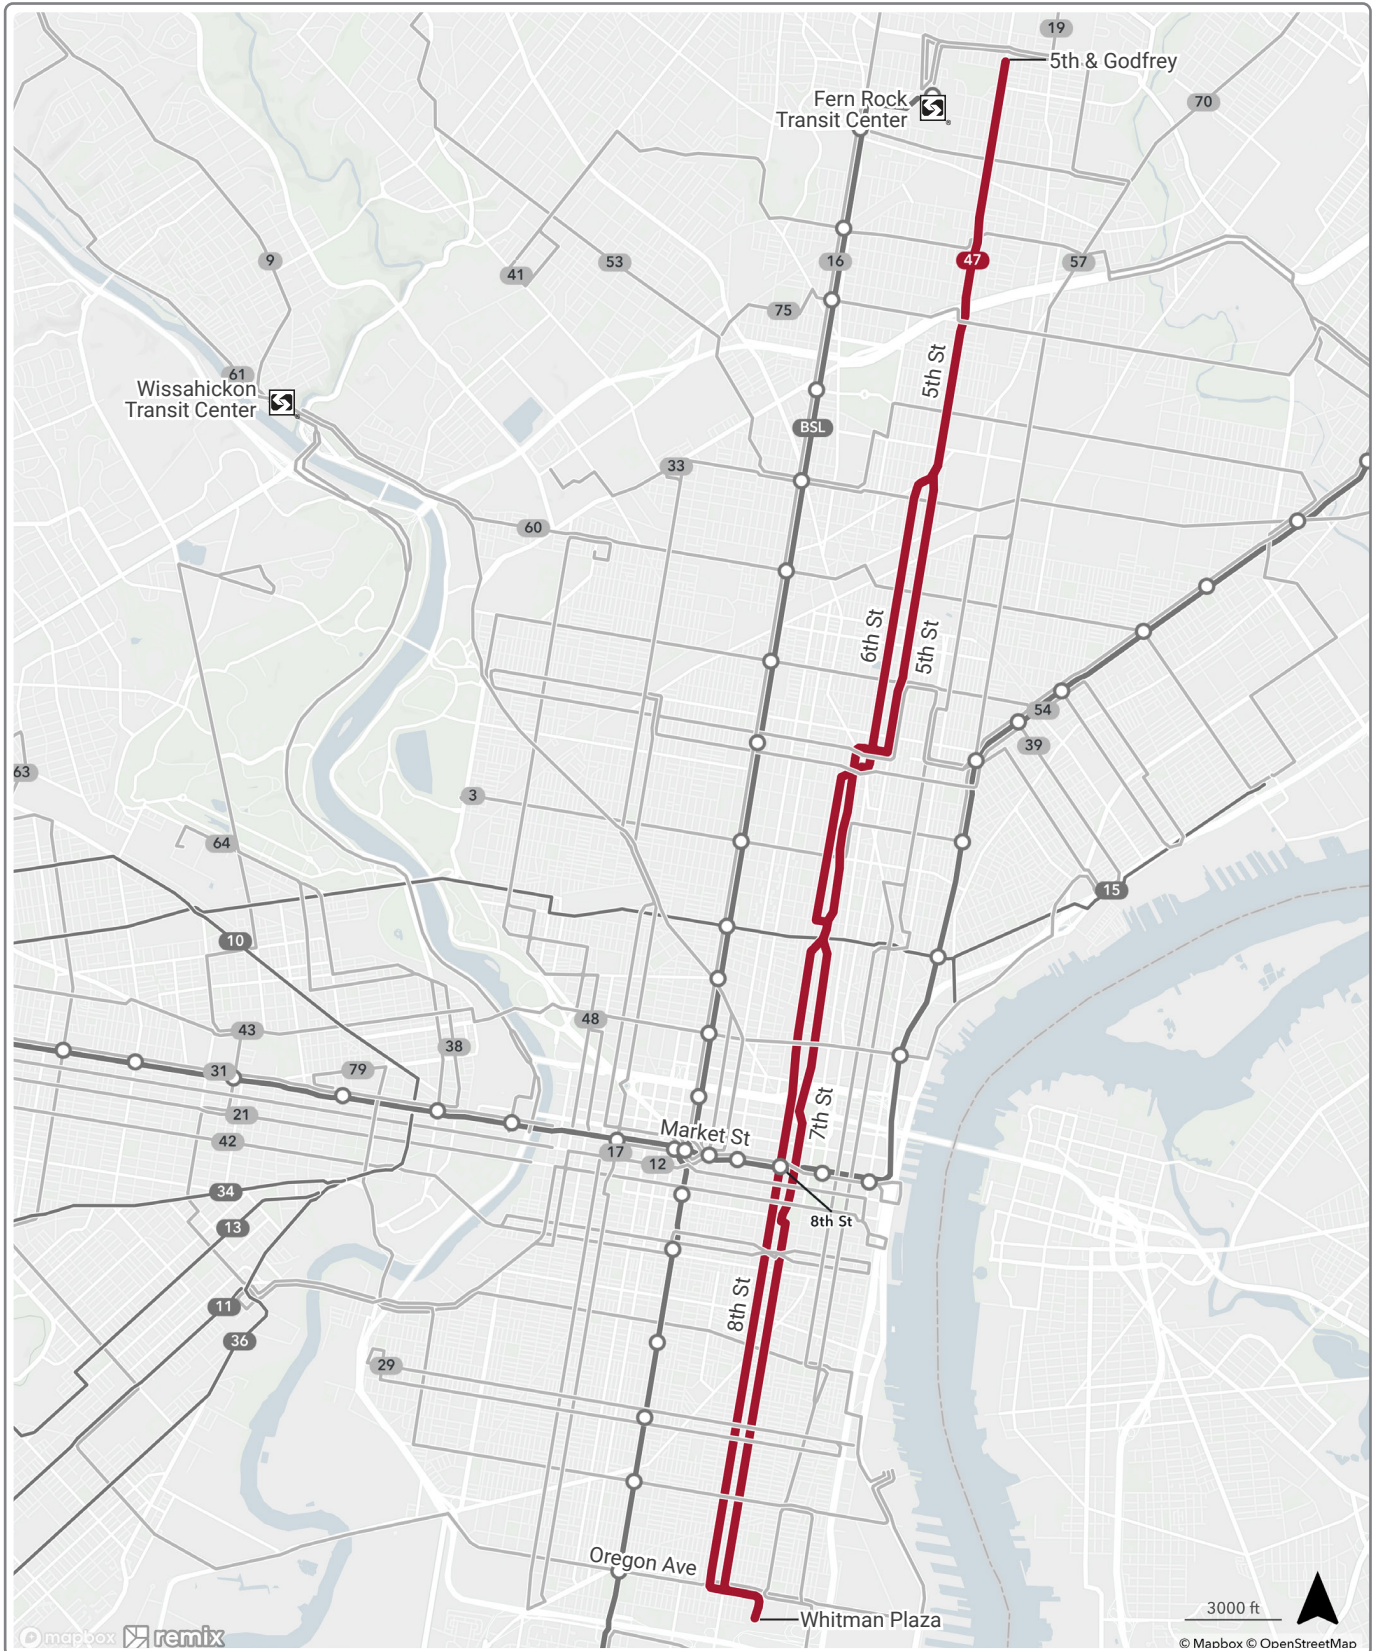 19
5th & Godfrey
Fern Rock
Transit Center
70
9
41
53
16
47
57
75
61
Wissahickon
Transit Center
5th St
BSL
33
60
6th St
5th St
54
39
63
3
64
15
10
48
43
38
31
79
21
42
7th St
Market St
17
12
34
13
8th St
11
36
8th St
29
Oregon Ave
Whitman Plaza
3000 ft
mapbox remix
© Mapbox © OpenStreetMap